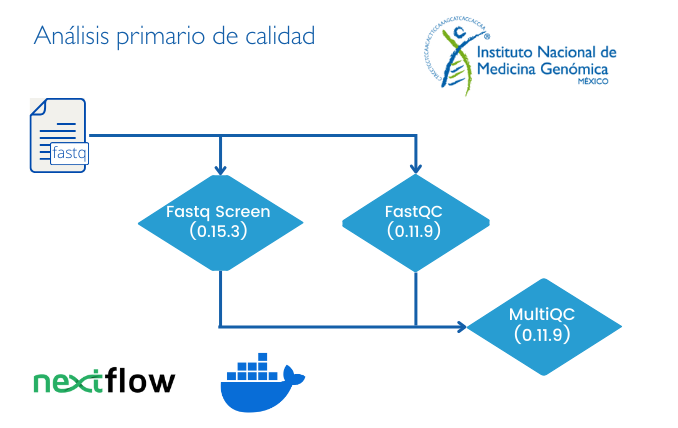 Análisis primario de calidad
Instituto Nacional de
Medicina Genómica
MÉXICO
fastq
Fastq Screen
(0.15.3)
FastQC
(0.11.9)
MultiQC
(0.11.9)
nextflow